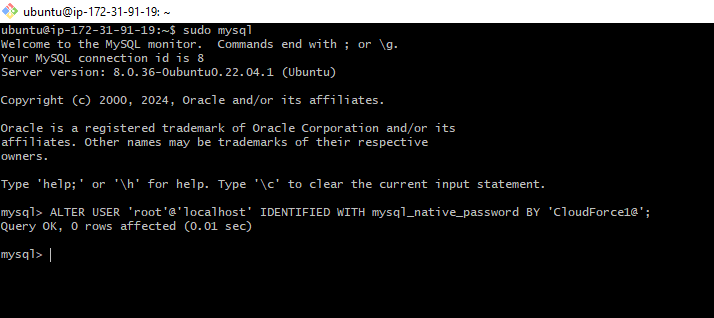 ubuntu@ip-172-31-91-19: ~
ubuntu@ip-172-31-91-19:~$ sudo mysql
Welcome to the MySQL monitor.  Commands end with ; or \g.
Your MySQL connection id is 8
Server version: 8.0.36-0ubuntu0.22.04.1 (Ubuntu)
Copyright (c) 2000, 2024, Oracle and/or its affiliates.
Oracle is a registered trademark of Oracle Corporation and/or its
affiliates. Other names may be trademarks of their respective
owners.
Type 'help;' or '\h' for help. Type '\c' to clear the current input statement.
mysql> ALTER USER 'root'@'localhost' IDENTIFIED WITH mysql_native_password BY 'CloudForce1@';
Query OK, 0 rows affected (0.01 sec)
mysql>